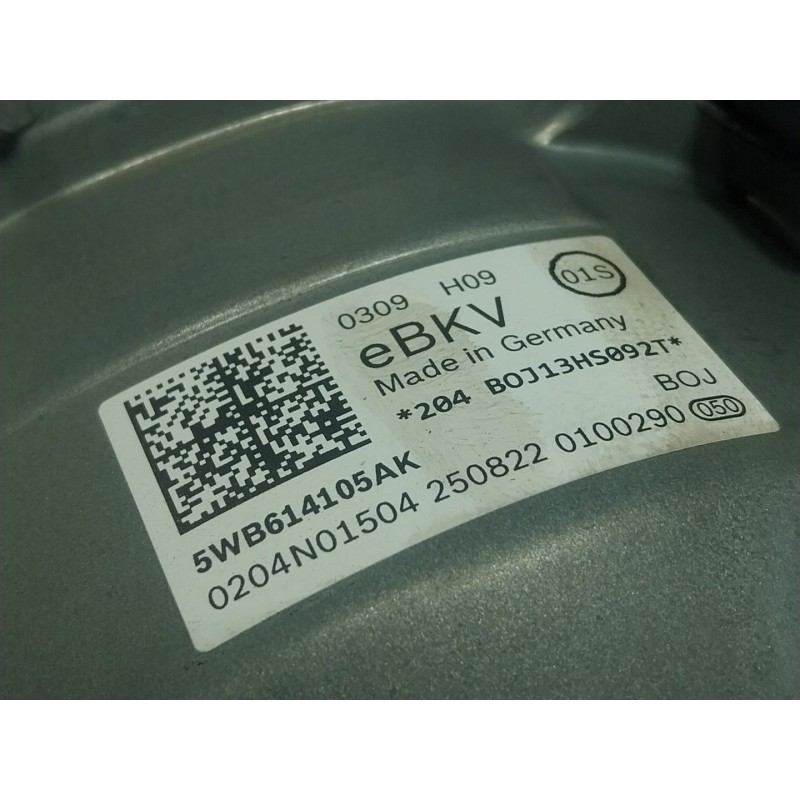 0309 H09 01S
eBKV
Made in Germany
*204 BOJ13HS092T*
BOJ
5WB614105AK
0204N01504 250822 0100290 050